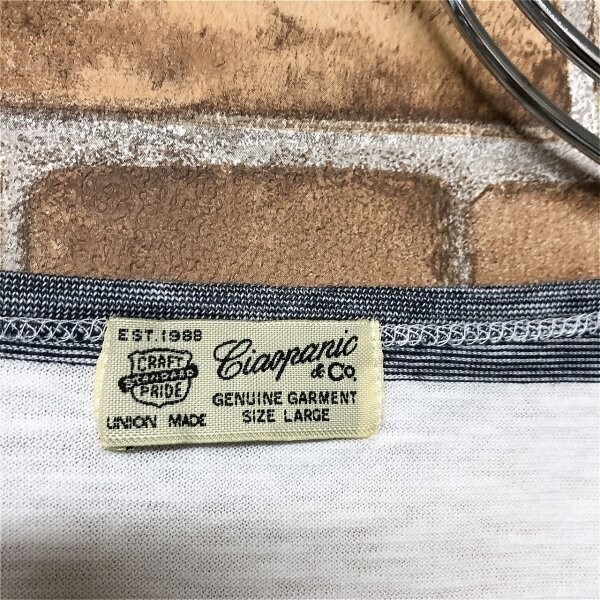 EST.1988
CRAFT
STANDARD
PRIDE
UNION MADE
Ciaopanic
& Co.
GENUINE GARMENT
SIZE LARGE